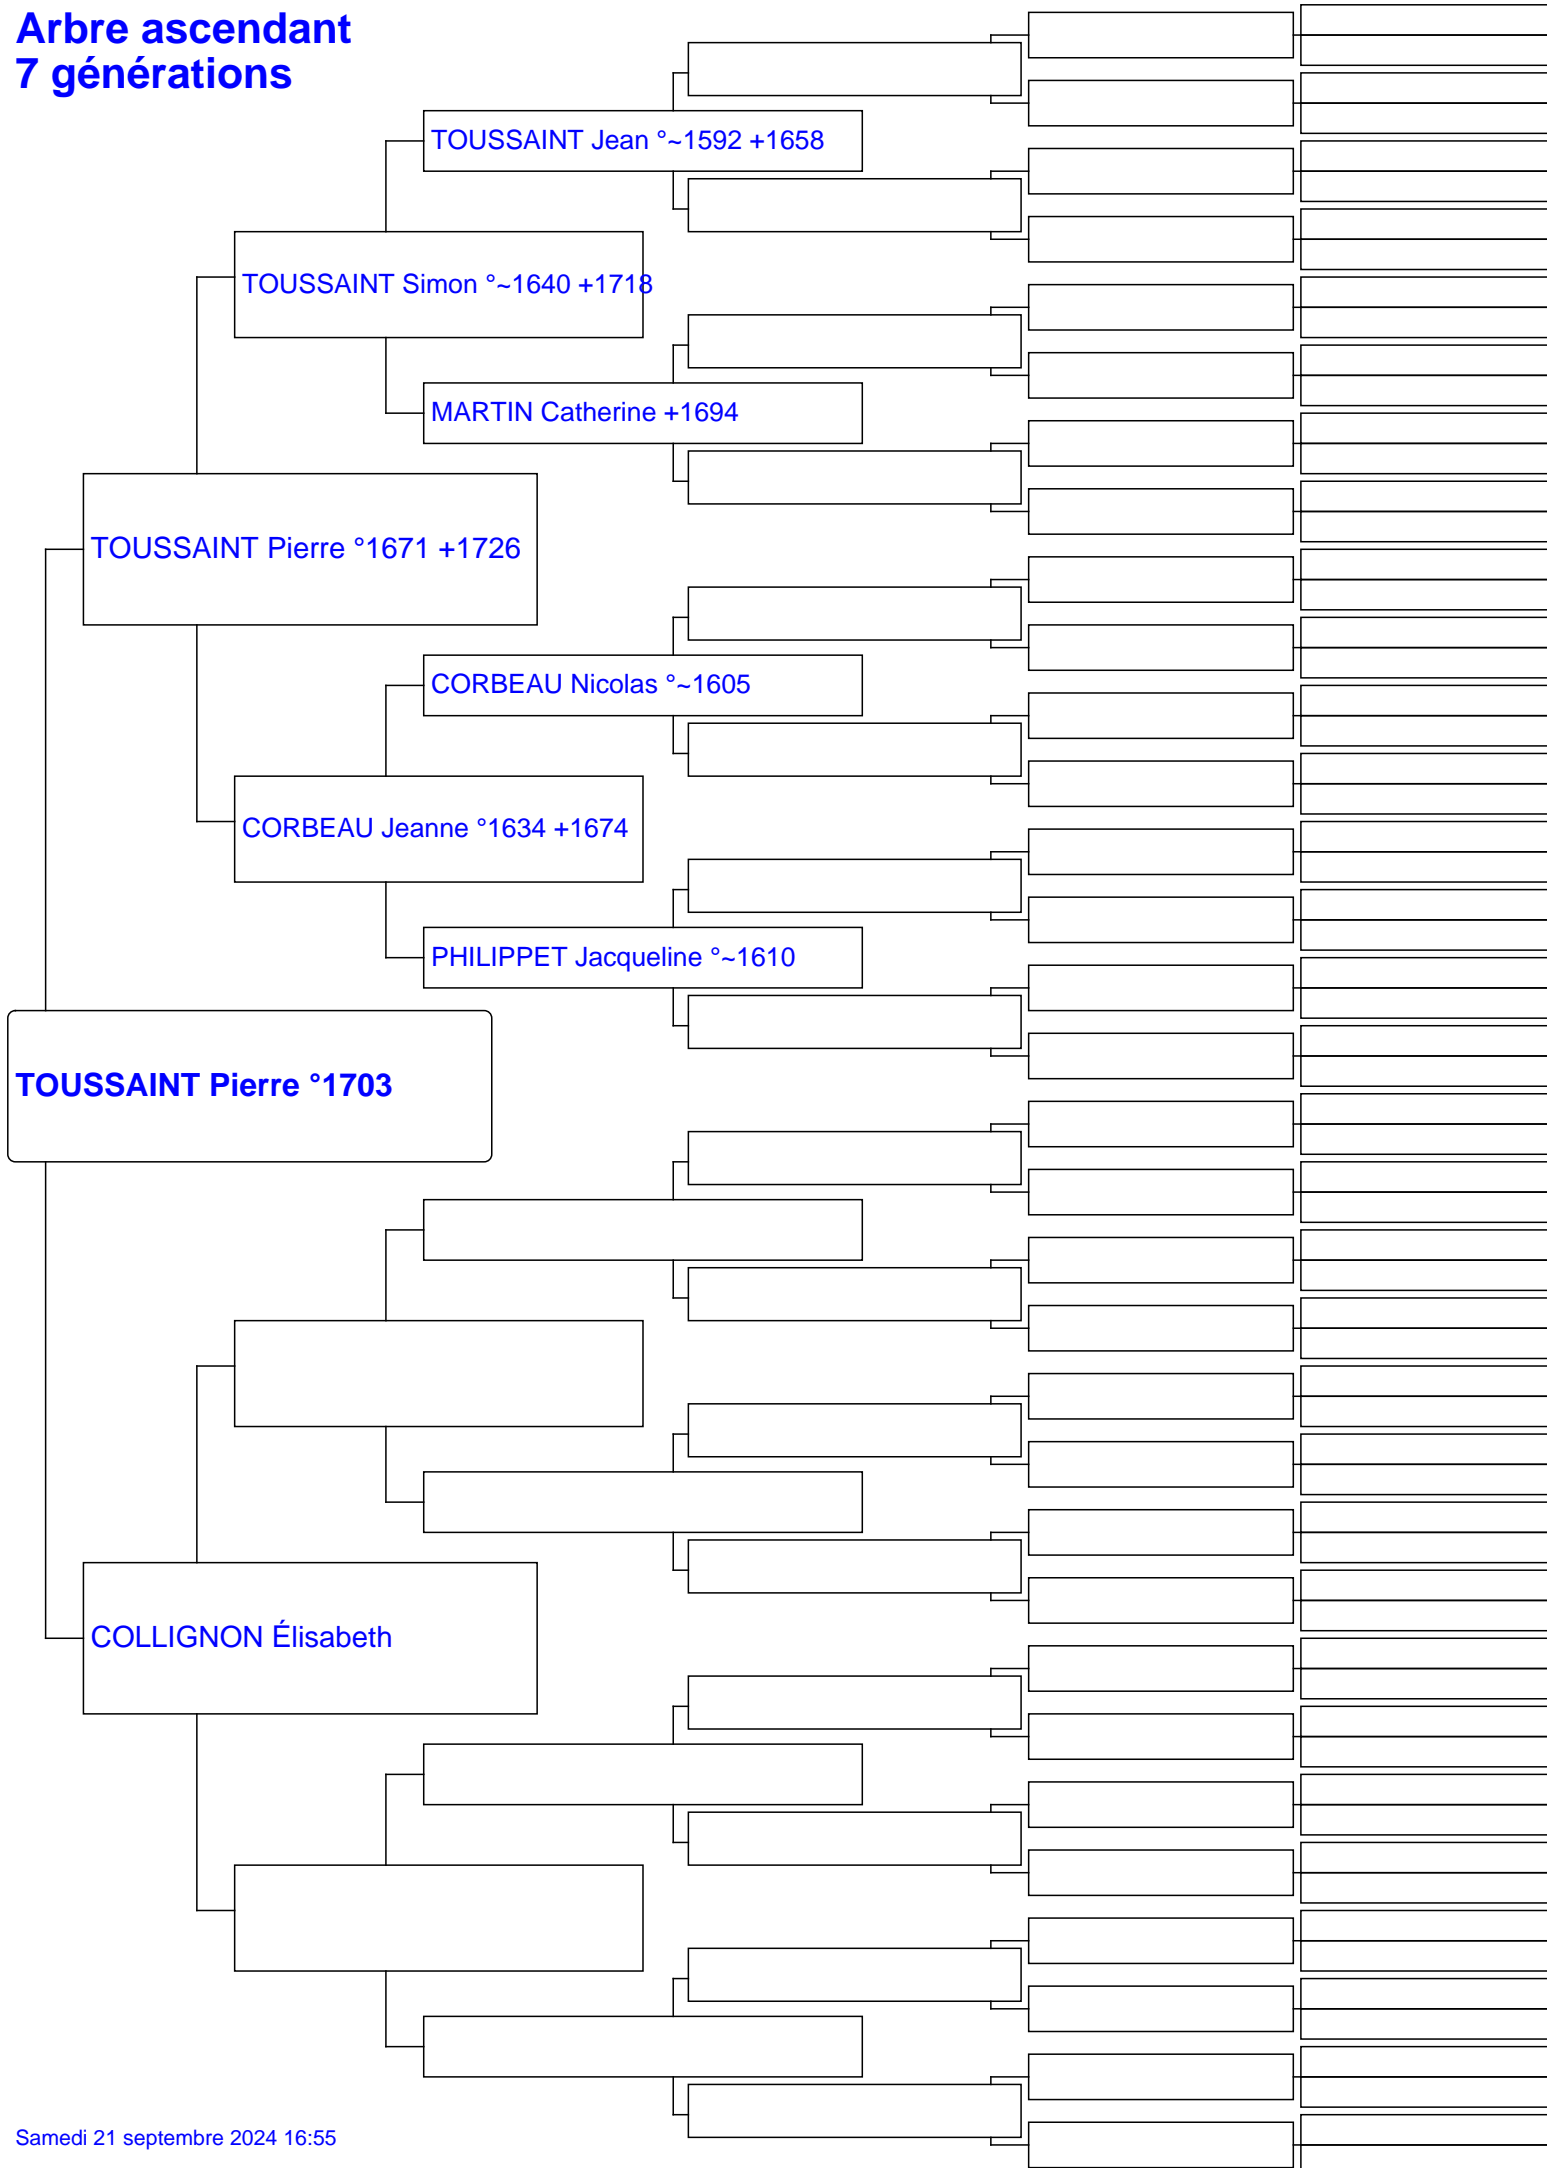 Arbre ascendant
7 générations
TOUSSAINT Jean °~1592 +1658
TOUSSAINT Simon °~1640 +1718
MARTIN Catherine +1694
TOUSSAINT Pierre °1671 +1726
CORBEAU Nicolas °~1605
CORBEAU Jeanne °1634 +1674
PHILIPPET Jacqueline °~1610
TOUSSAINT Pierre °1703
COLLIGNON Élisabeth
Samedi 21 septembre 2024 16:55